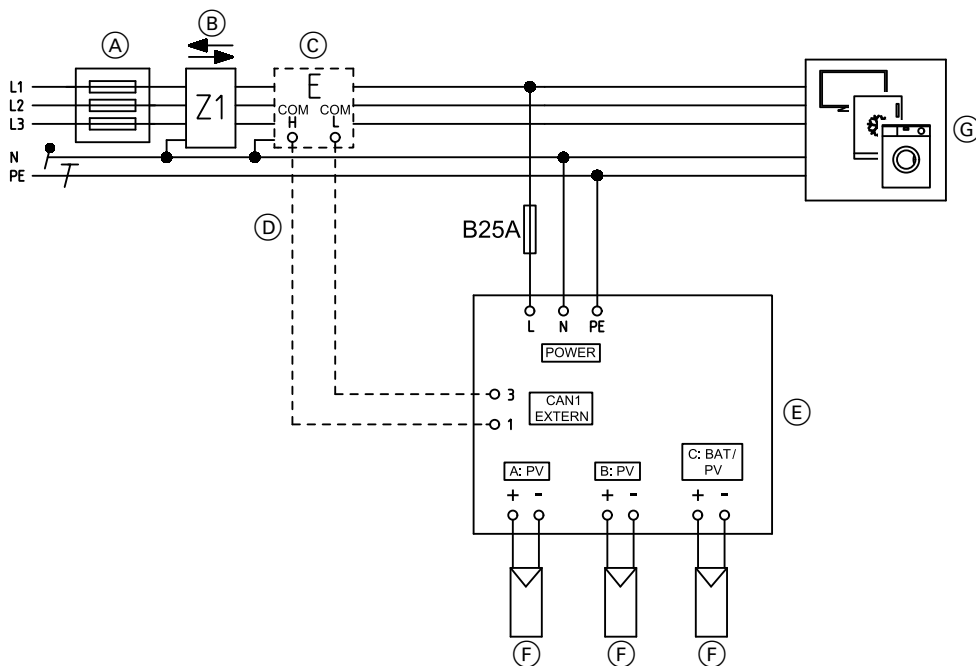 B
A
C
L1
L2
L3
Z1
E
COM COM
H L
N
PE
G
D
B25A
L N PE
POWER
3
1
CAN1
EXTERN
E
A: PV
B: PV
C: BAT/
PV
+ - + - + -
F F F